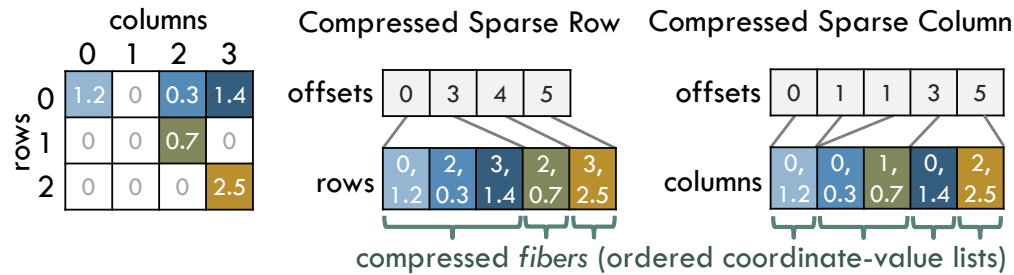 columns
0 1 2 3
rows
0 1.2 0 0.3 1.4
1 0 0 0.7 0
2 0 0 0 2.5
Compressed Sparse Row
offsets 0 3 4 5
rows 0, 1.2 2, 0.3 3, 1.4 2, 0.7 3, 2.5
Compressed Sparse Column
offsets 0 1 1 3 5
columns 0, 1.2 0, 0.3 1, 0.7 0, 1.4 2, 2.5
compressed fibers (ordered coordinate-value lists)